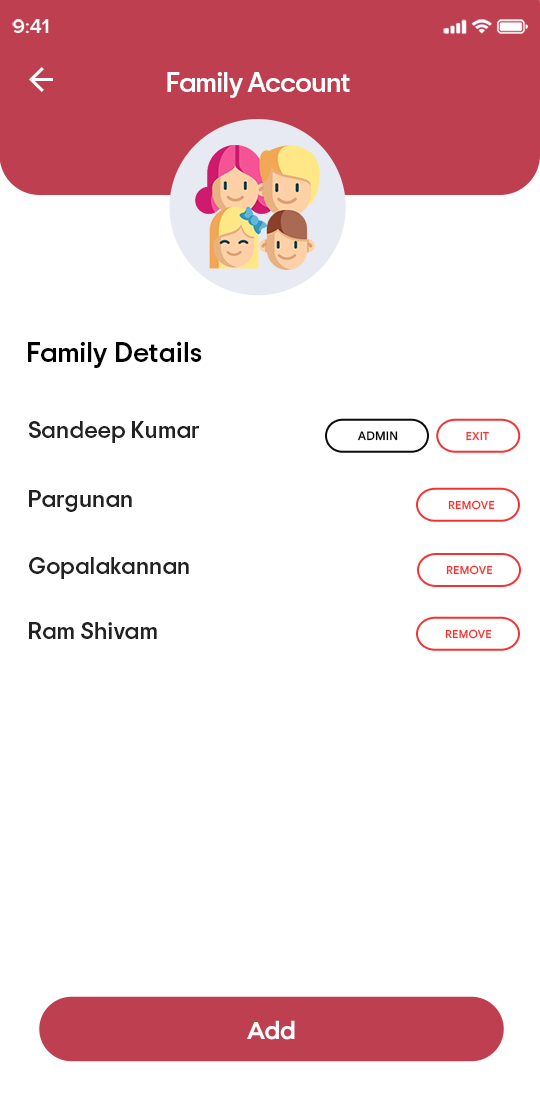 9:41
Family Account
Family Details
Sandeep Kumar ADMIN EXIT
Pargunan REMOVE
Gopalakannan REMOVE
Ram Shivam REMOVE
Add